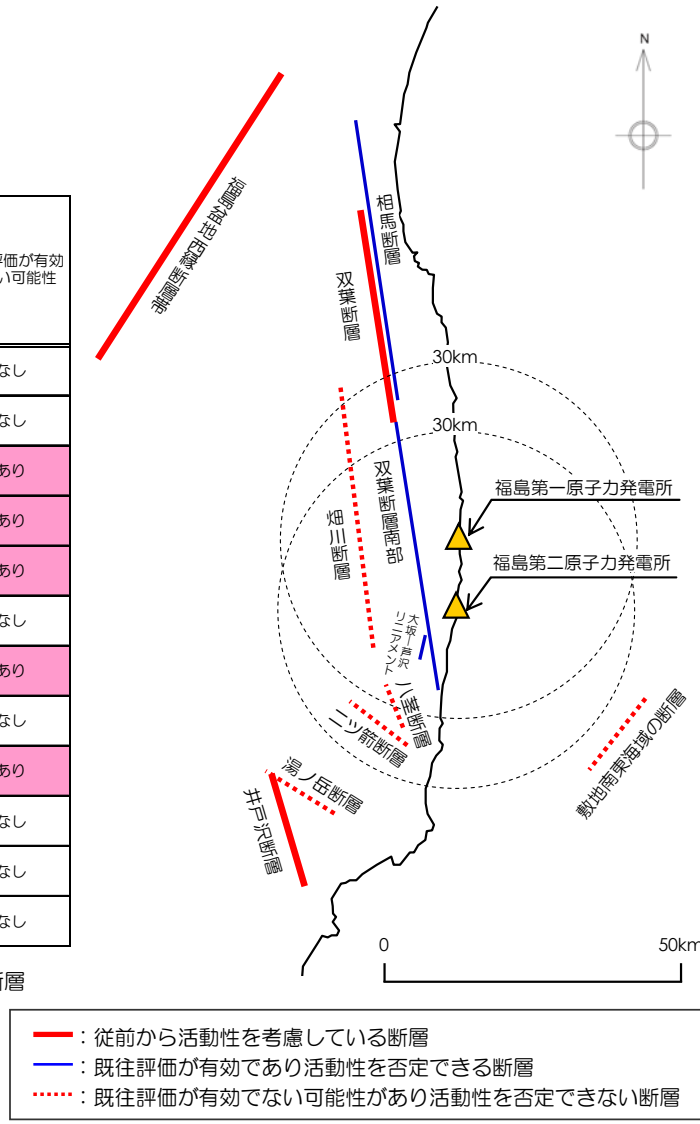 N
福島盆地西縁断層帯
相馬断層
双葉断層
評価が有効
ない可能性
なし
なし
あり
あり
あり
なし
あり
なし
あり
なし
なし
なし
30km
30km
双葉断層南部
畑川断層
福島第一原子力発電所
福島第二原子力発電所
大坂―芦沢
リニアメント
八茎断層
二ツ箭断層
湯ノ岳断層
井戸沢断層
敷地南東海域の断層
0
50km
断層
：従前から活動性を考慮している断層
：既往評価が有効であり活動性を否定できる断層
：既往評価が有効でない可能性があり活動性を否定できない断層